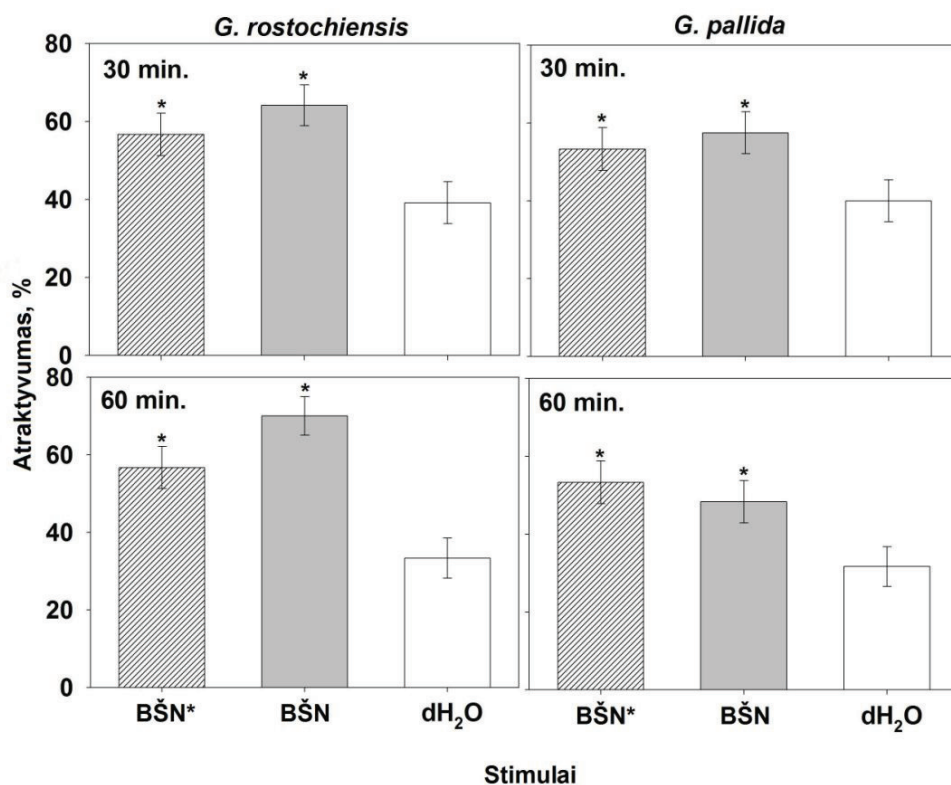 G. rostochiensis
G. pallida
Atraktyvumas, %
80
60
40
20
0
30 min.
*
*
30 min.
*
*
80
60
40
20
0
60 min.
*
*
60 min.
*
*
BŠN*
BŠN
dH₂O
BŠN*
BŠN
dH₂O
Stimulai